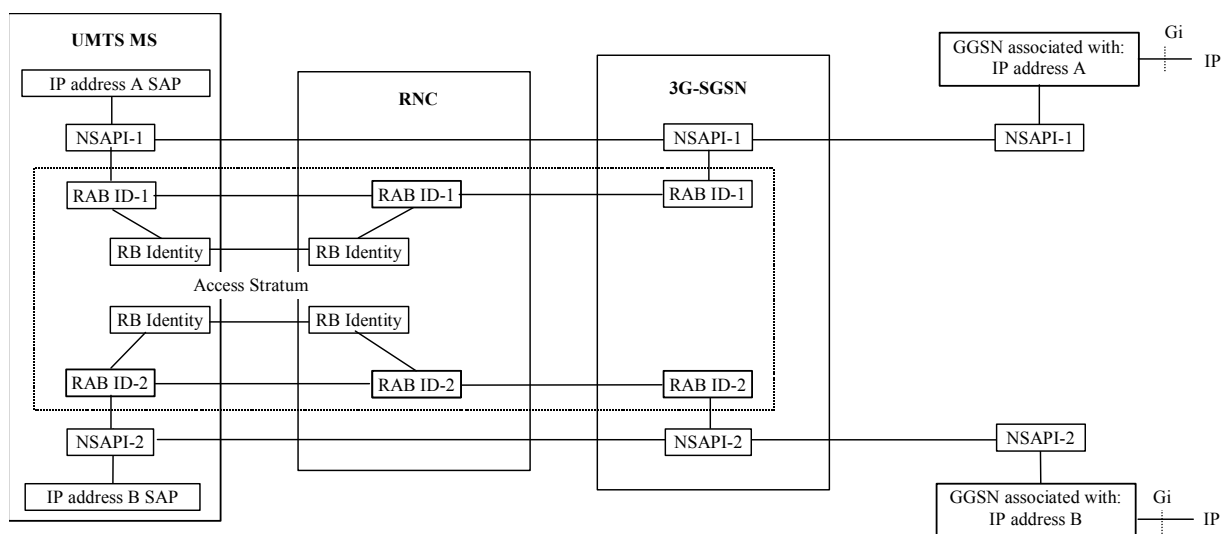 UMTS MS
IP address A SAP
RNC
3G-SGSN
GGSN associated with:
IP address A
Gi
IP
NSAPI-1
NSAPI-1
NSAPI-1
RAB ID-1
RAB ID-1
RAB ID-1
RB Identity
RB Identity
Access Stratum
RB Identity
RB Identity
RAB ID-2
RAB ID-2
RAB ID-2
NSAPI-2
NSAPI-2
NSAPI-2
IP address B SAP
GGSN associated with:
IP address B
Gi
IP